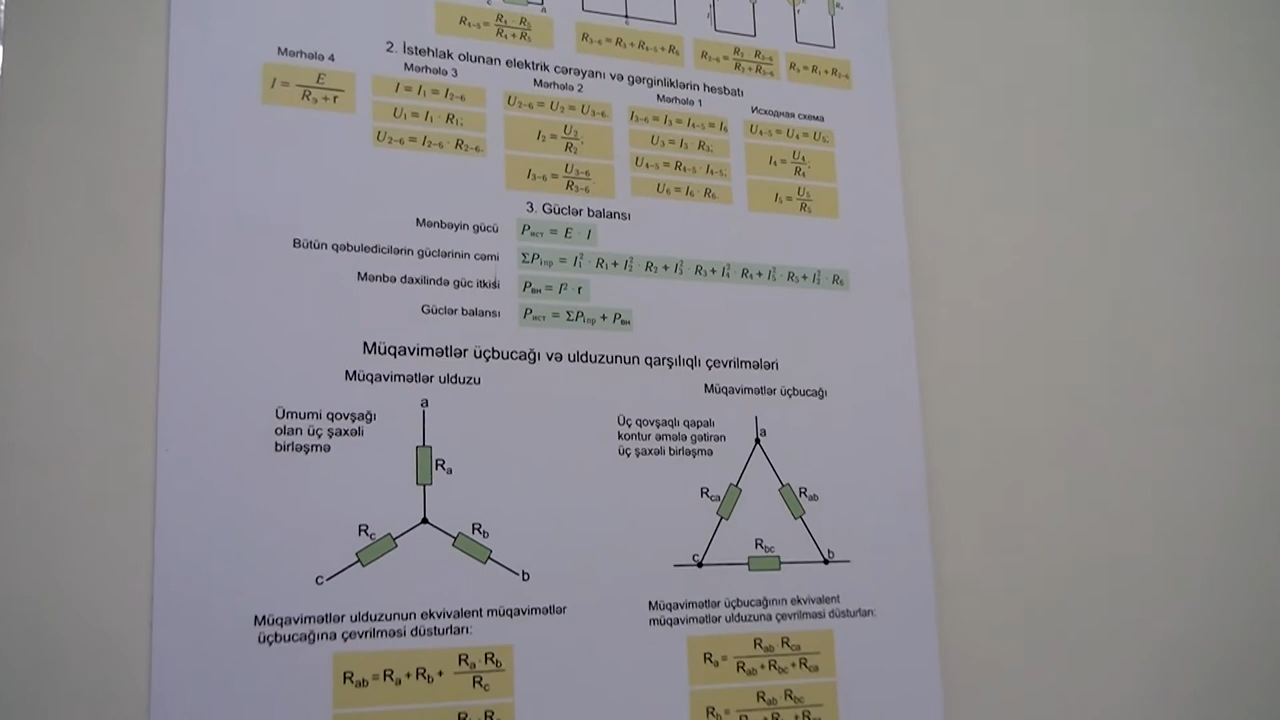 R₄₋₅ = R₄ · R₅ / R₄ + R₅
R₃₋₆ = R₃ + R₄₋₅ + R₆
R₂₋₆ = R₂ · R₃₋₆ / R₂ + R₃₋₆
Rₔ = R₁ + R₂₋₆
2. İstehlak olunan elektrik cərəyanı və gərginliklərin hesbatı
Mərhələ 4
I = E / Rₔ + r
Mərhələ 3
I = I₁ = I₂₋₆
U₁ = I₁ · R₁;
U₂₋₆ = I₂₋₆ · R₂₋₆.
Mərhələ 2
U₂₋₆ = U₂ = U₃₋₆.
I₂ = U₂ / R₂;
I₃₋₆ = U₃₋₆ / R₃₋₆.
Mərhələ 1
I₃₋₆ = I₃ = I₄₋₅ = I₆
U₃ = I₃ · R₃;
U₄₋₅ = R₄₋₅ · I₄₋₅,
U₆ = I₆ · R₆.
Исходная схема
U₄₋₅ = U₄ = U₅;
I₄ = U₄ / R₄;
I₅ = U₅ / R₅
3. Güclər balansı
Mənbəyin gücü
Pист = E · I
Bütün qəbuledicilərin güclərinin cəmi
ΣPiпр = I₁² · R₁ + I₂² · R₂ + I₃² · R₃ + I₄² · R₄ + I₅² · R₅ + I₂² · R₆
Mənbə daxilində güc itkisi
Pвн = I² · r
Güclər balansı
Pист = ΣPiпр + Pвн
Müqavimətlər üçbucağı və ulduzunun qarşılıqlı çevrilmələri
Müqavimətlər ulduzu
Ümumi qovşağı
olan üç şaxəli
birləşmə
a
Ra
Rc
Rb
c
b
Müqavimətlər üçbucağı
Üç qovşaqlı qapalı
kontur əmələ gətirən
üç şaxəli birləşmə
a
Rca
Rab
Rbc
c
b
Müqavimətlər ulduzunun ekvivalent müqavimətlər
üçbucağına çevrilməsi düsturları:
Rab = Ra + Rb + Ra · Rb / Rc
Müqavimətlər üçbucağının ekvivalent
müqavimətlər ulduzuna çevrilməsi düsturları:
Ra = Rab · Rca / Rab + Rbc + Rca
Rb = Rab · Rbc